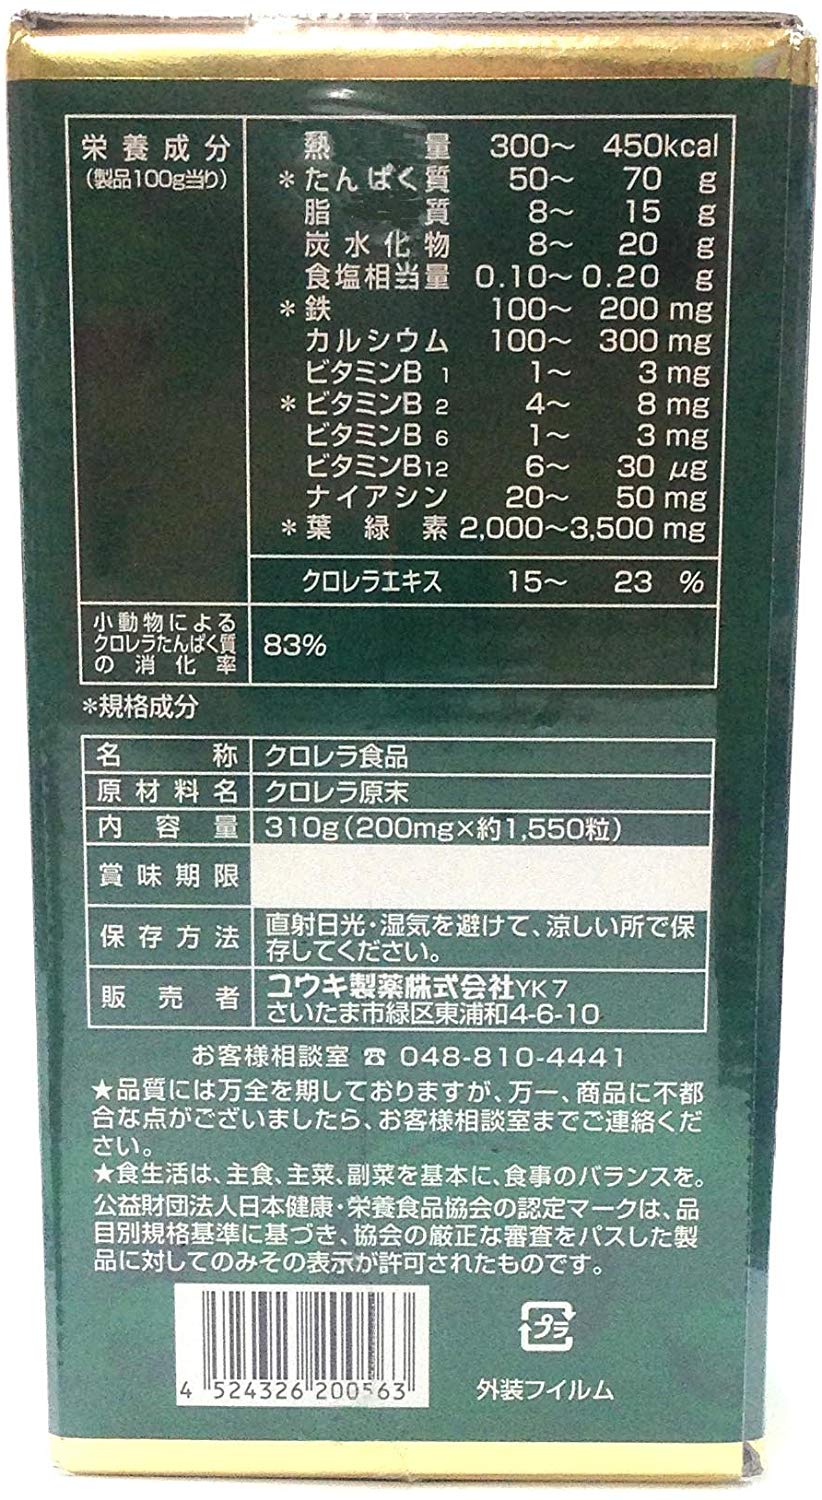 栄養成分
(製品100g当り)
熱量 300～ 450kcal
＊たんぱく質 50～ 70 g
脂質 8～ 15 g
炭水化物 8～ 20 g
食塩相当量 0.10～0.20 g
＊鉄 100～ 200 mg
カルシウム 100～ 300 mg
ビタミンB1 1～ 3 mg
＊ビタミンB2 4～ 8 mg
ビタミンB6 1～ 3 mg
ビタミンB12 6～ 30 μg
ナイアシン 20～ 50 mg
＊葉緑素 2,000～3,500 mg
クロレラエキス 15～ 23 %
小動物による
クロレラたんぱく質
の消化率
83%
＊規格成分
名称 クロレラ食品
原材料名 クロレラ原末
内容量 310g(200mg×約1,550粒)
賞味期限
保存方法 直射日光・湿気を避けて、涼しい所で保
存してください。
販売者 ユウキ製薬株式会社YK7
さいたま市緑区東浦和4-6-10
お客様相談室 ☎ 048-810-4441
★品質には万全を期しておりますが、万一、商品に不都
合な点がございましたら、お客様相談室までご連絡くだ
さい。
★食生活は、主食、主菜、副菜を基本に、食事のバランスを。
公益財団法人日本健康・栄養食品協会の認定マークは、品
目別規格基準に基づき、協会の厳正な審査をパスした製
品に対してのみその表示が許可されたものです。
4 524326 200563
プラ
外装フイルム